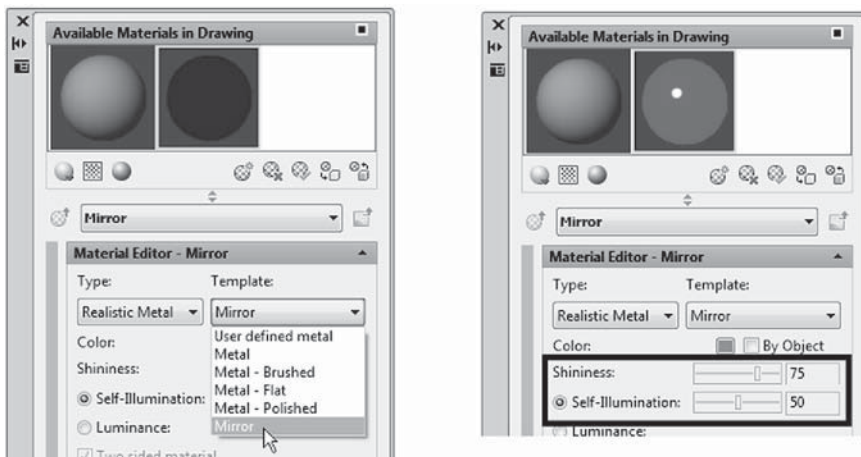 Available Materials in Drawing
Mirror
Material Editor - Mirror
Type:
Template:
Realistic Metal
Mirror
Color:
User defined metal
Metal
Metal - Brushed
Metal - Flat
Metal - Polished
Mirror
Shininess:
Self-Illumination:
Luminance:
Two sided material
Available Materials in Drawing
Mirror
Material Editor - Mirror
Type:
Template:
Realistic Metal
Mirror
Color:
By Object
Shininess:
75
Self-Illumination:
50
Luminance: